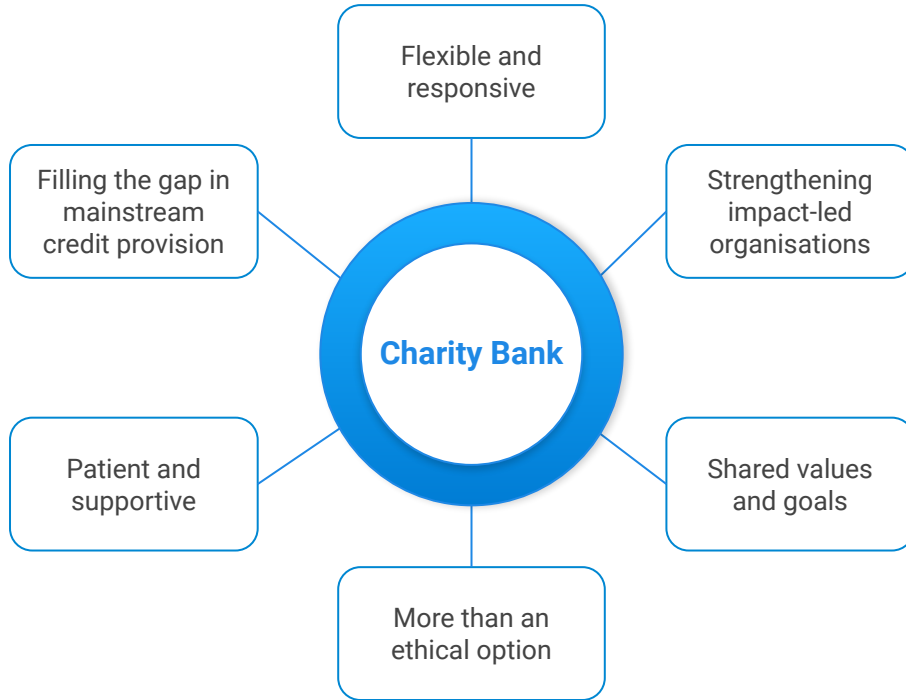 Flexible and
responsive
Filling the gap in
mainstream
credit provision
Strengthening
impact-led
organisations
Charity Bank
Patient and
supportive
Shared values
and goals
More than an
ethical option